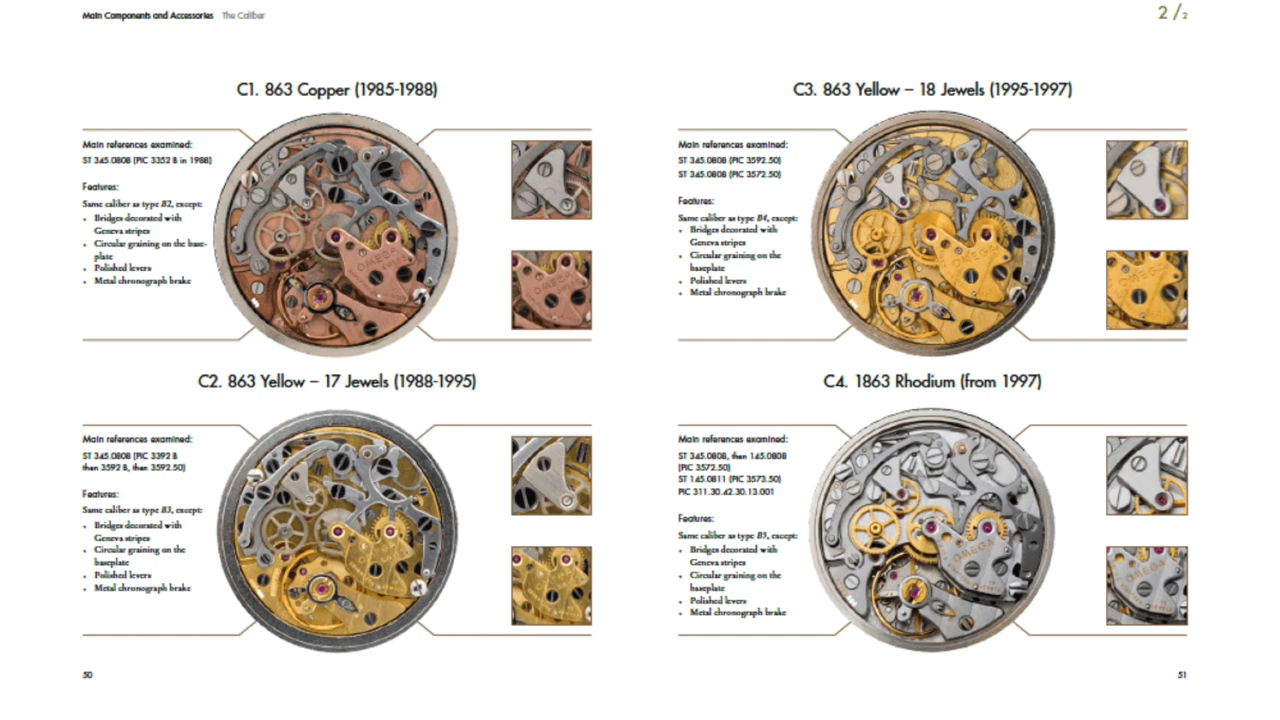 Main Components and Accessories The Caliber
2 /2
C1. 863 Copper (1985-1988)
Main references examined:
ST 345.0808 (PIC 3352 B in 1988)
Features:
Same caliber as type B2, except:
• Bridges decorated with
Geneva stripes
• Circular graining on the base-
plate
• Polished levers
• Metal chronograph brake
OMEGA
C2. 863 Yellow – 17 Jewels (1988-1995)
Main references examined:
ST 345.0808 (PIC 3392 B
then 3592 B, then 3592.50)
Features:
Same caliber as type B3, except:
• Bridges decorated with
Geneva stripes
• Circular graining on the
baseplate
• Polished levers
• Metal chronograph brake
C3. 863 Yellow – 18 Jewels (1995-1997)
Main references examined:
ST 345.0808 (PIC 3592.50)
ST 345.0808 (PIC 3572.50)
Features:
Same caliber as type B4, except:
• Bridges decorated with
Geneva stripes
• Circular graining on the
baseplate
• Polished levers
• Metal chronograph brake
OMEGA
C4. 1863 Rhodium (from 1997)
Main references examined:
ST 345.0808, then 145.0808
(PIC 3572.50)
ST 145.0811 (PIC 3573.50)
PIC 311.30.42.30.13.001
Features:
Same caliber as type B5, except:
• Bridges decorated with
Geneva stripes
• Circular graining on the
baseplate
• Polished levers
• Metal chronograph brake
OMEGA
50
51